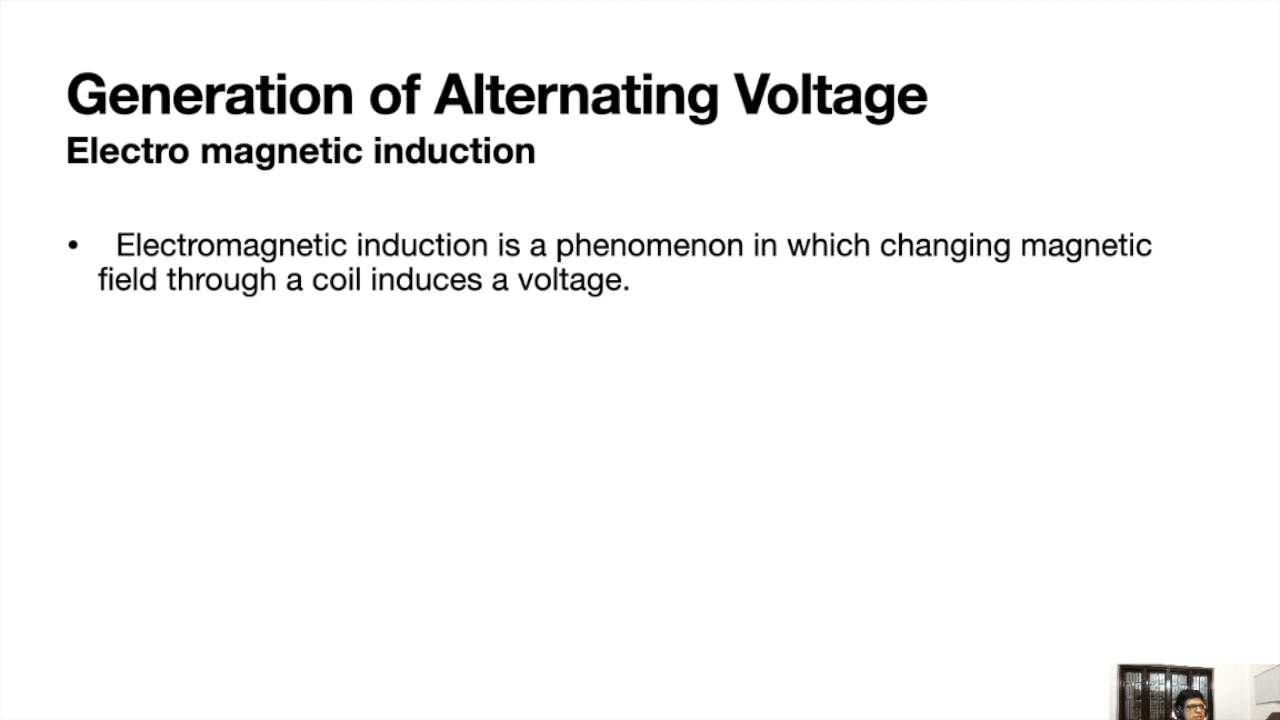 Generation of Alternating Voltage
Electro magnetic induction
• Electromagnetic induction is a phenomenon in which changing magnetic
field through a coil induces a voltage.